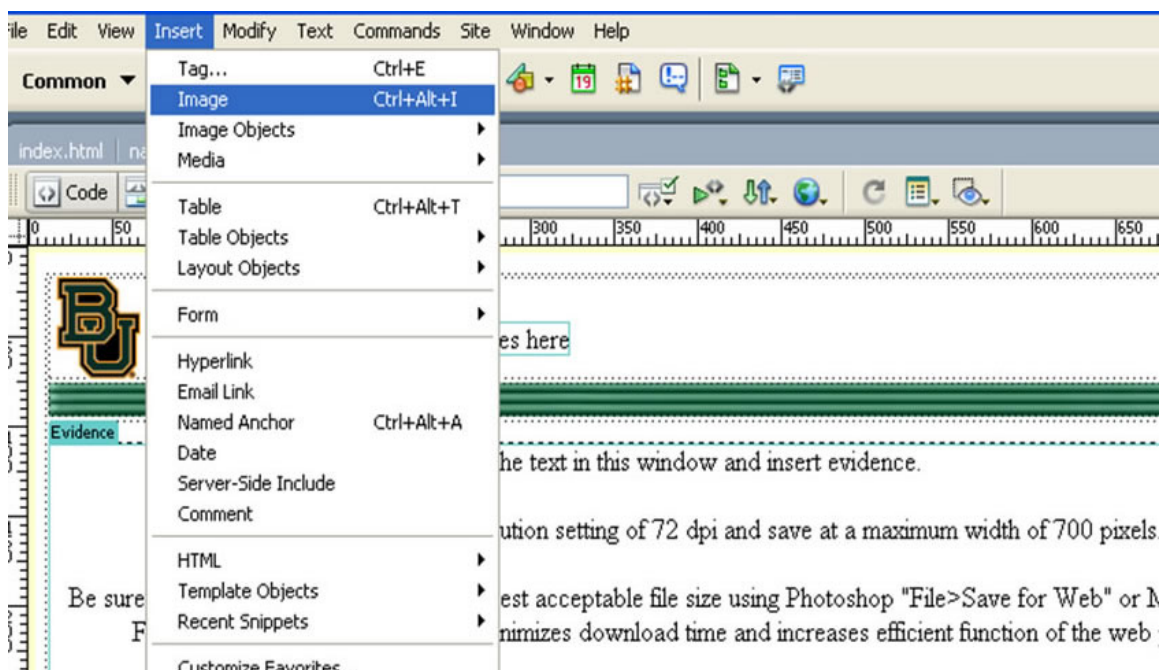 File Edit View Insert Modify Text Commands Site Window Help
Common
Tag... Ctrl+E
19
Image Ctrl+Alt+I
Image Objects
Media
index.html
Code
Table Ctrl+Alt+T
Table Objects
Layout Objects
0 50 300 350 400 450 500 550 600 650
BU
Form
es here
Hyperlink
Email Link
Named Anchor Ctrl+Alt+A
Evidence
Date
he text in this window and insert evidence.
Server-Side Include
Comment
ution setting of 72 dpi and save at a maximum width of 700 pixels.
HTML
Template Objects
Be sure est acceptable file size using Photoshop "File>Save for Web" or M
Recent Snippets
F nimizes download time and increases efficient function of the web
Customize Favorites...